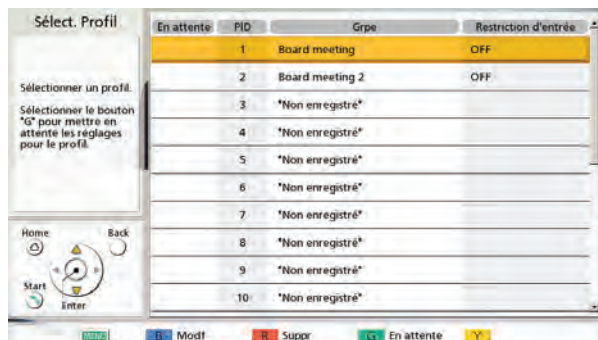 Sélect. Profil
Sélectionner un profil.
Sélectionner le bouton
"G" pour mettre en
attente les réglages
pour le profil.
Home
Back
Start
Enter
En attente PID Grpe Restriction d'entrée
1 Board meeting OFF
2 Board meeting 2 OFF
3 *Non enregistré*
4 *Non enregistré*
5 *Non enregistré*
6 *Non enregistré*
7 *Non enregistré*
8 *Non enregistré*
9 *Non enregistré*
10 *Non enregistré*
MENU B Modf R Suppr G En attente Y